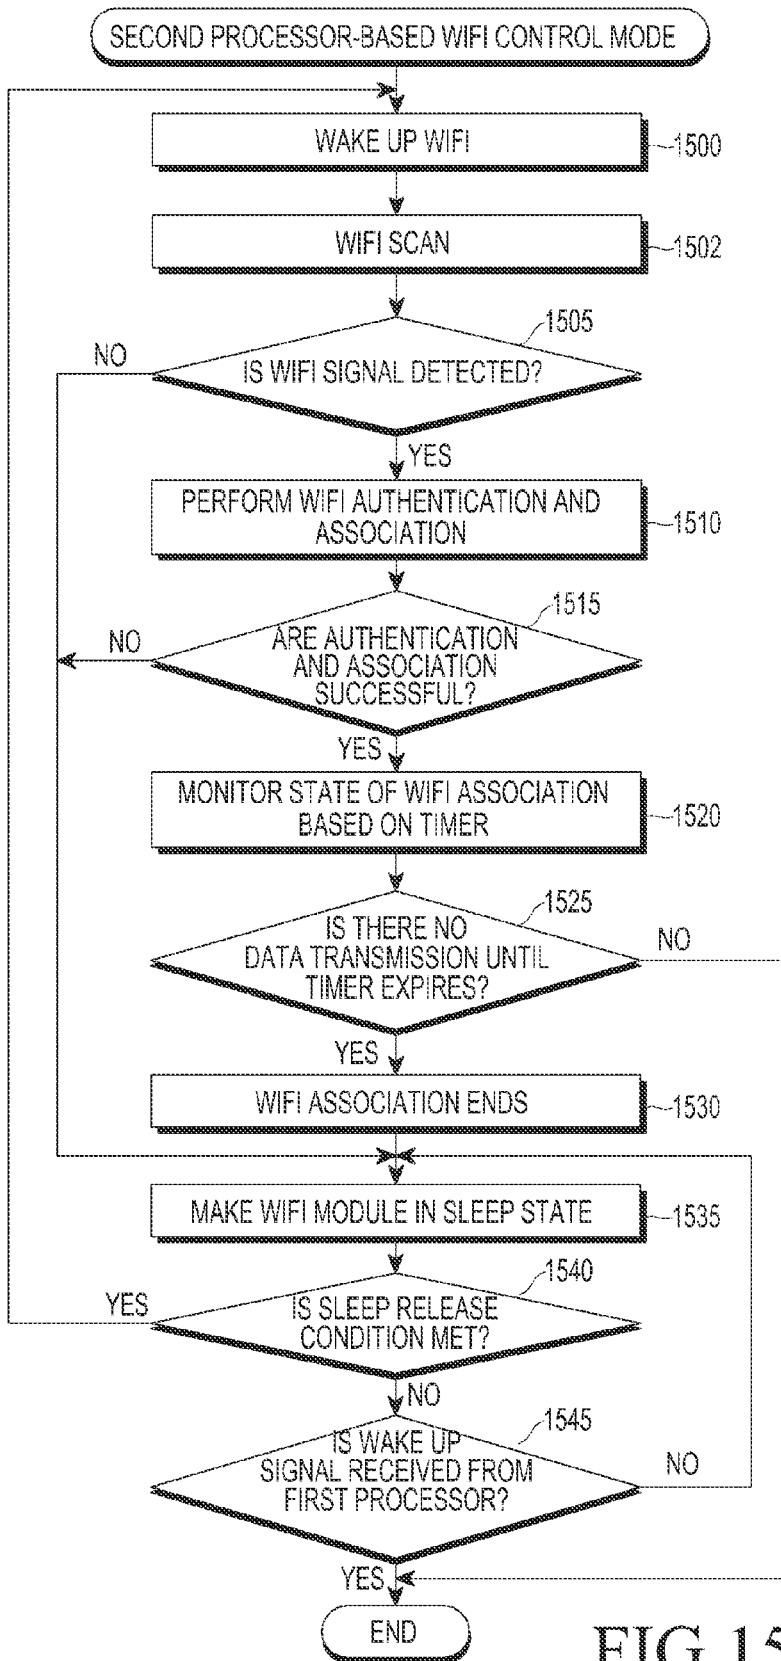 SECOND PROCESSOR-BASED WIFI CONTROL MODE
WAKE UP WIFI
1500
WIFI SCAN
1502
1505
NO
IS WIFI SIGNAL DETECTED?
YES
PERFORM WIFI AUTHENTICATION AND
ASSOCIATION
1510
1515
NO
ARE AUTHENTICATION
AND ASSOCIATION
SUCCESSFUL?
YES
MONITOR STATE OF WIFI ASSOCIATION
BASED ON TIMER
1520
1525
IS THERE NO
DATA TRANSMISSION UNTIL
TIMER EXPIRES?
NO
YES
WIFI ASSOCIATION ENDS
1530
MAKE WIFI MODULE IN SLEEP STATE
1535
1540
YES
IS SLEEP RELEASE
CONDITION MET?
NO
1545
IS WAKE UP
SIGNAL RECEIVED FROM
FIRST PROCESSOR?
NO
YES
END
FIG.15